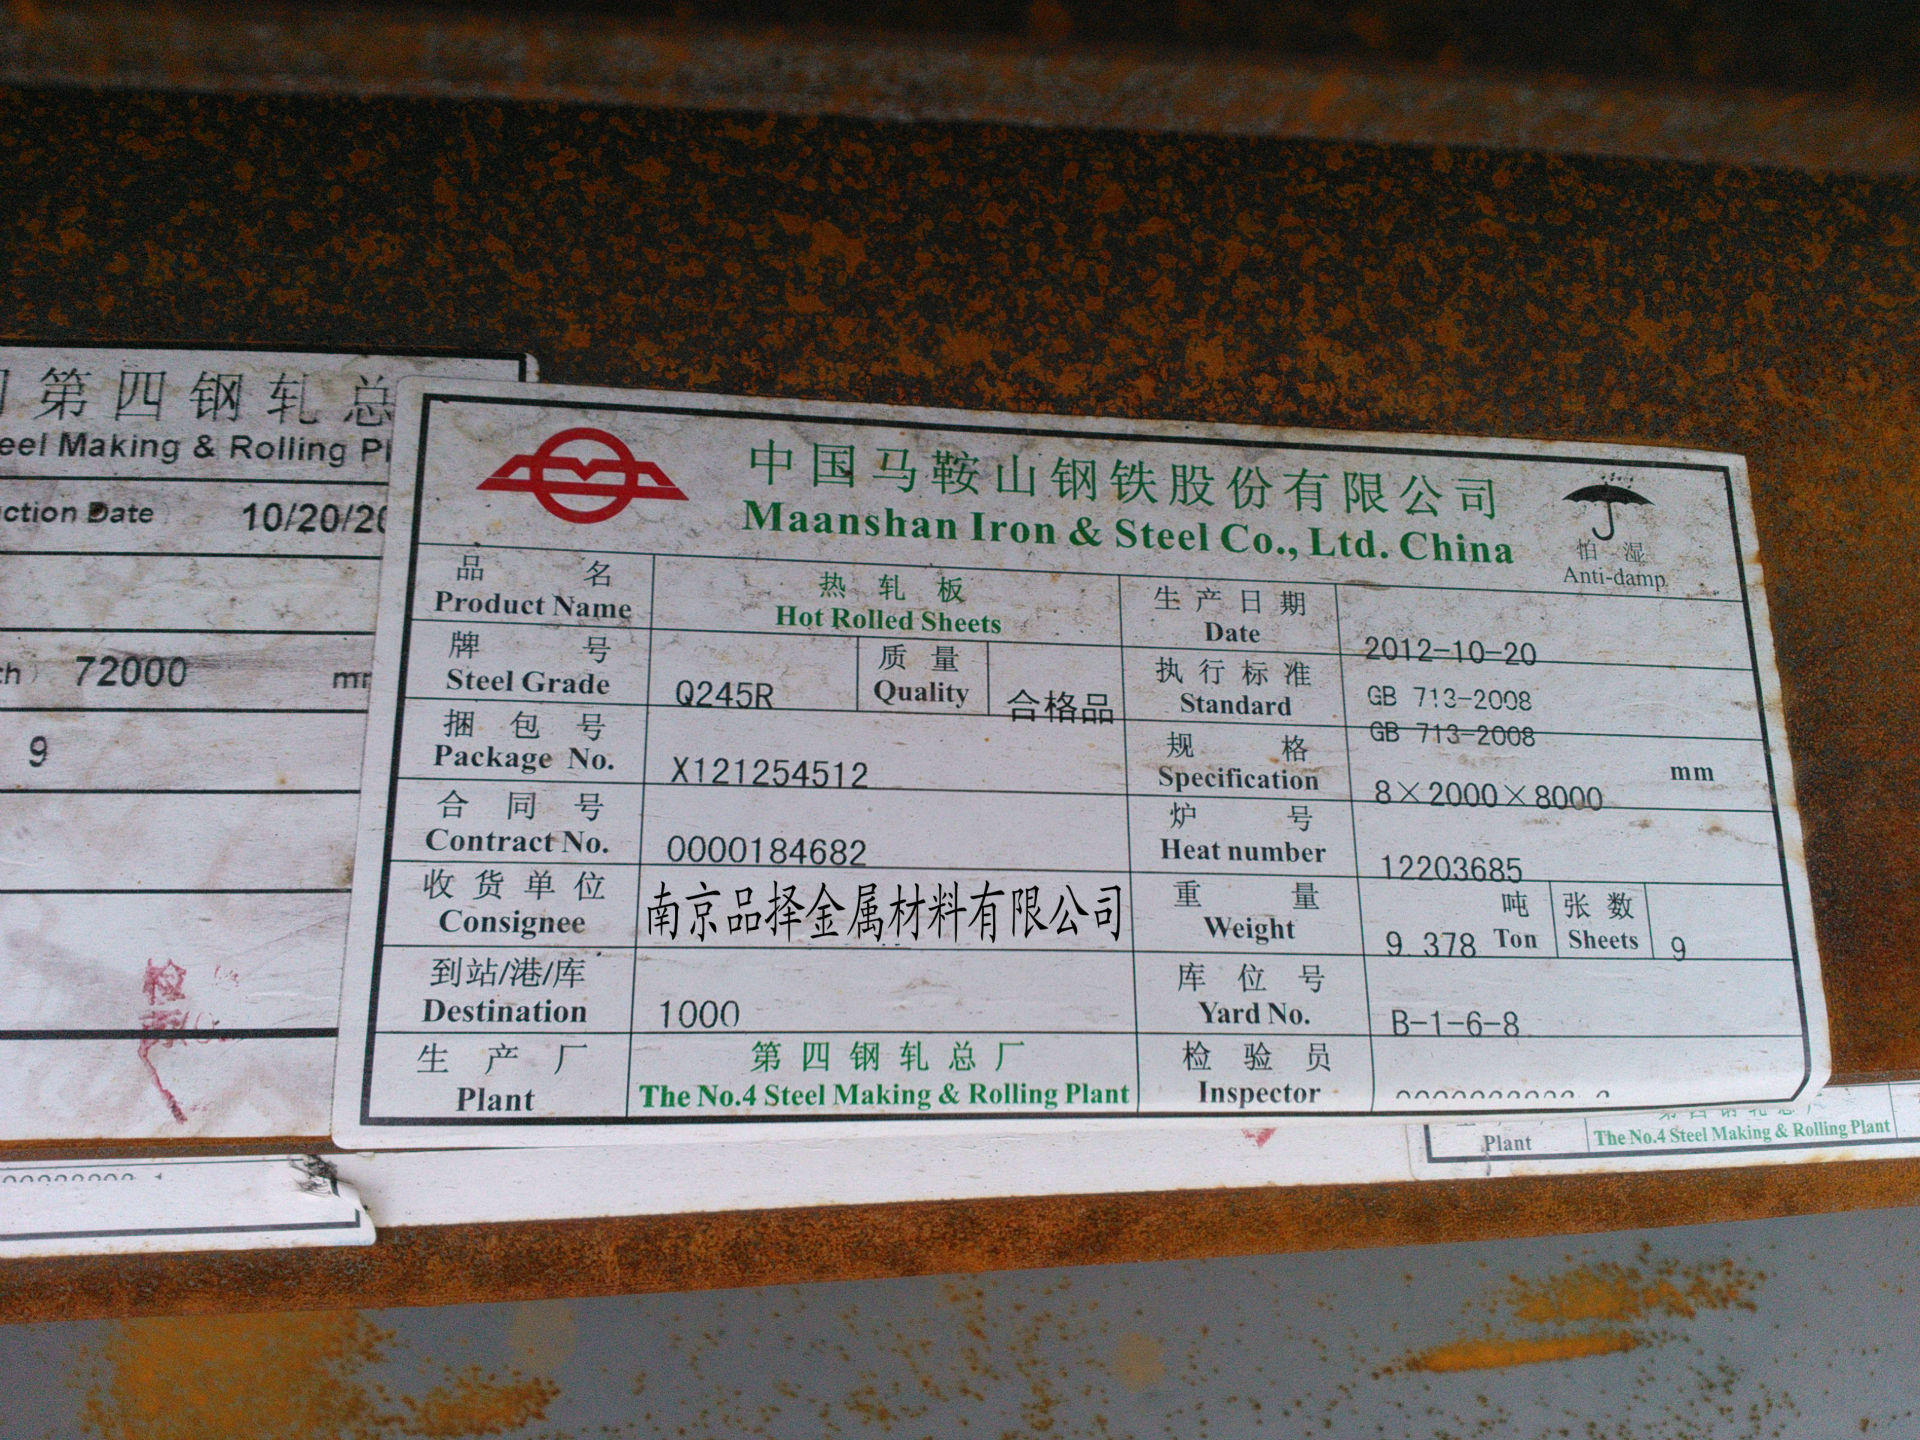 第四钢轧总
eel Making & Rolling Pl
ction Date 10/20/20
72000
9
检
中国马鞍山钢铁股份有限公司
Maanshan Iron & Steel Co., Ltd. China
怕湿
Anti-damp
品名
Product Name
热轧板
Hot Rolled Sheets
生产日期
Date
2012-10-20
牌号
Steel Grade
Q245R
质量
Quality
合格品
执行标准
Standard
GB 713-2008
GB 713-2008
捆包号
Package No.
X121254512
规格
Specification
8×2000×8000
mm
合同号
Contract No.
0000184682
炉号
Heat number
12203685
收货单位
Consignee
南京品择金属材料有限公司
重量
Weight
9.378
吨
Ton
张数
Sheets
9
到站/港/库
Destination
1000
库位号
Yard No.
B-1-6-8
生产厂
Plant
第四钢轧总厂
The No.4 Steel Making & Rolling Plant
检验员
Inspector
Plant
The No.4 Steel Making & Rolling Plant